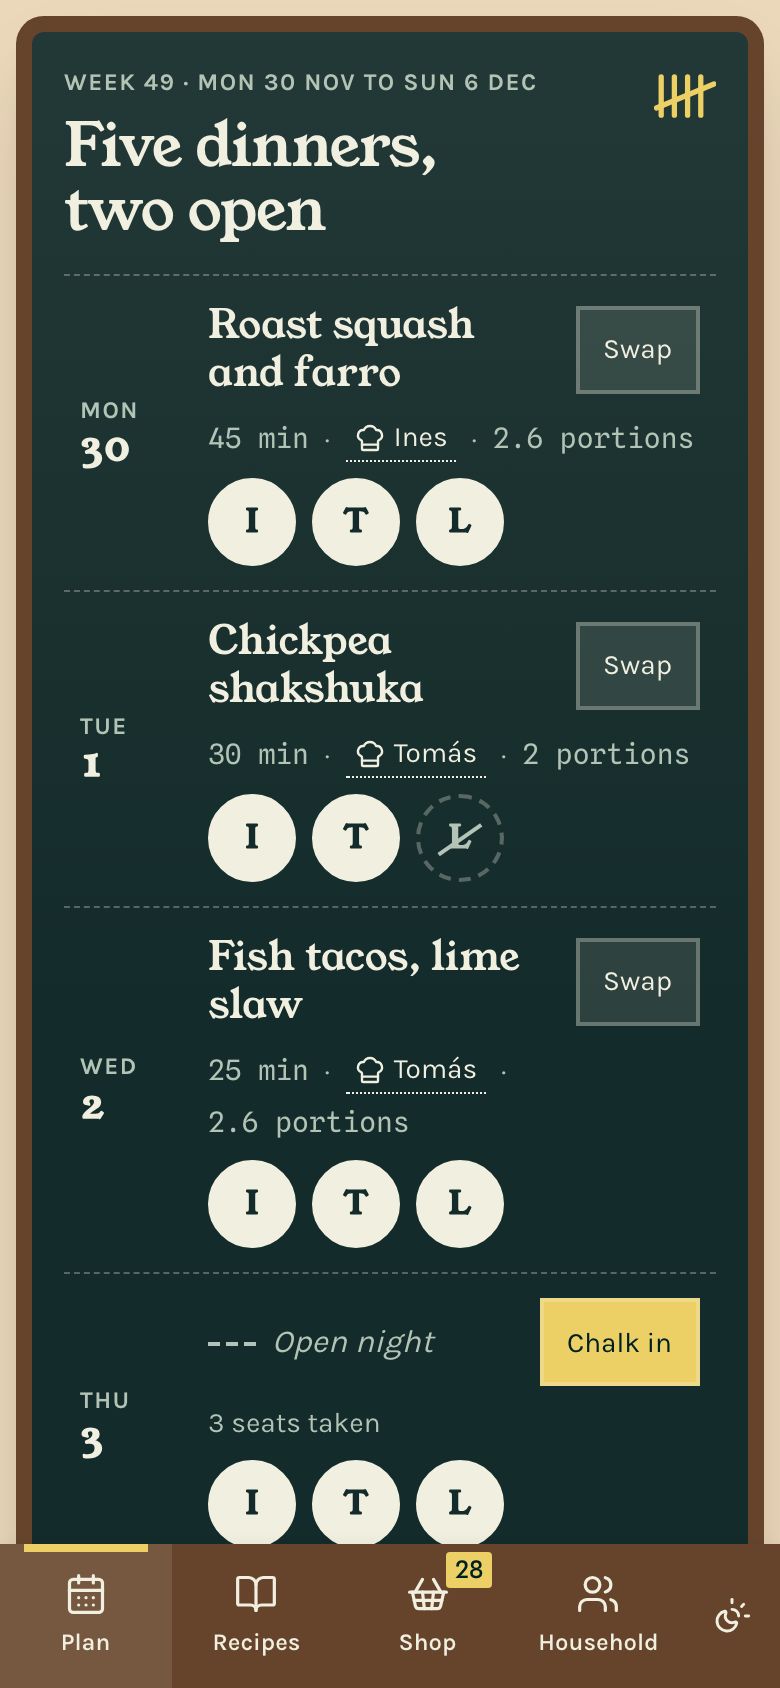 WEEK 49 · MON 30 NOV TO SUN 6 DEC
Five dinners,
two open
Roast squash
and farro
Swap
MON
30
45 min · Ines · 2.6 portions
I T L
Chickpea
shakshuka
Swap
TUE
1
30 min · Tomás · 2 portions
I T L
Fish tacos, lime
slaw
Swap
WED
2
25 min · Tomás ·
2.6 portions
I T L
Open night
Chalk in
THU
3
3 seats taken
I T L
28
Plan Recipes Shop Household